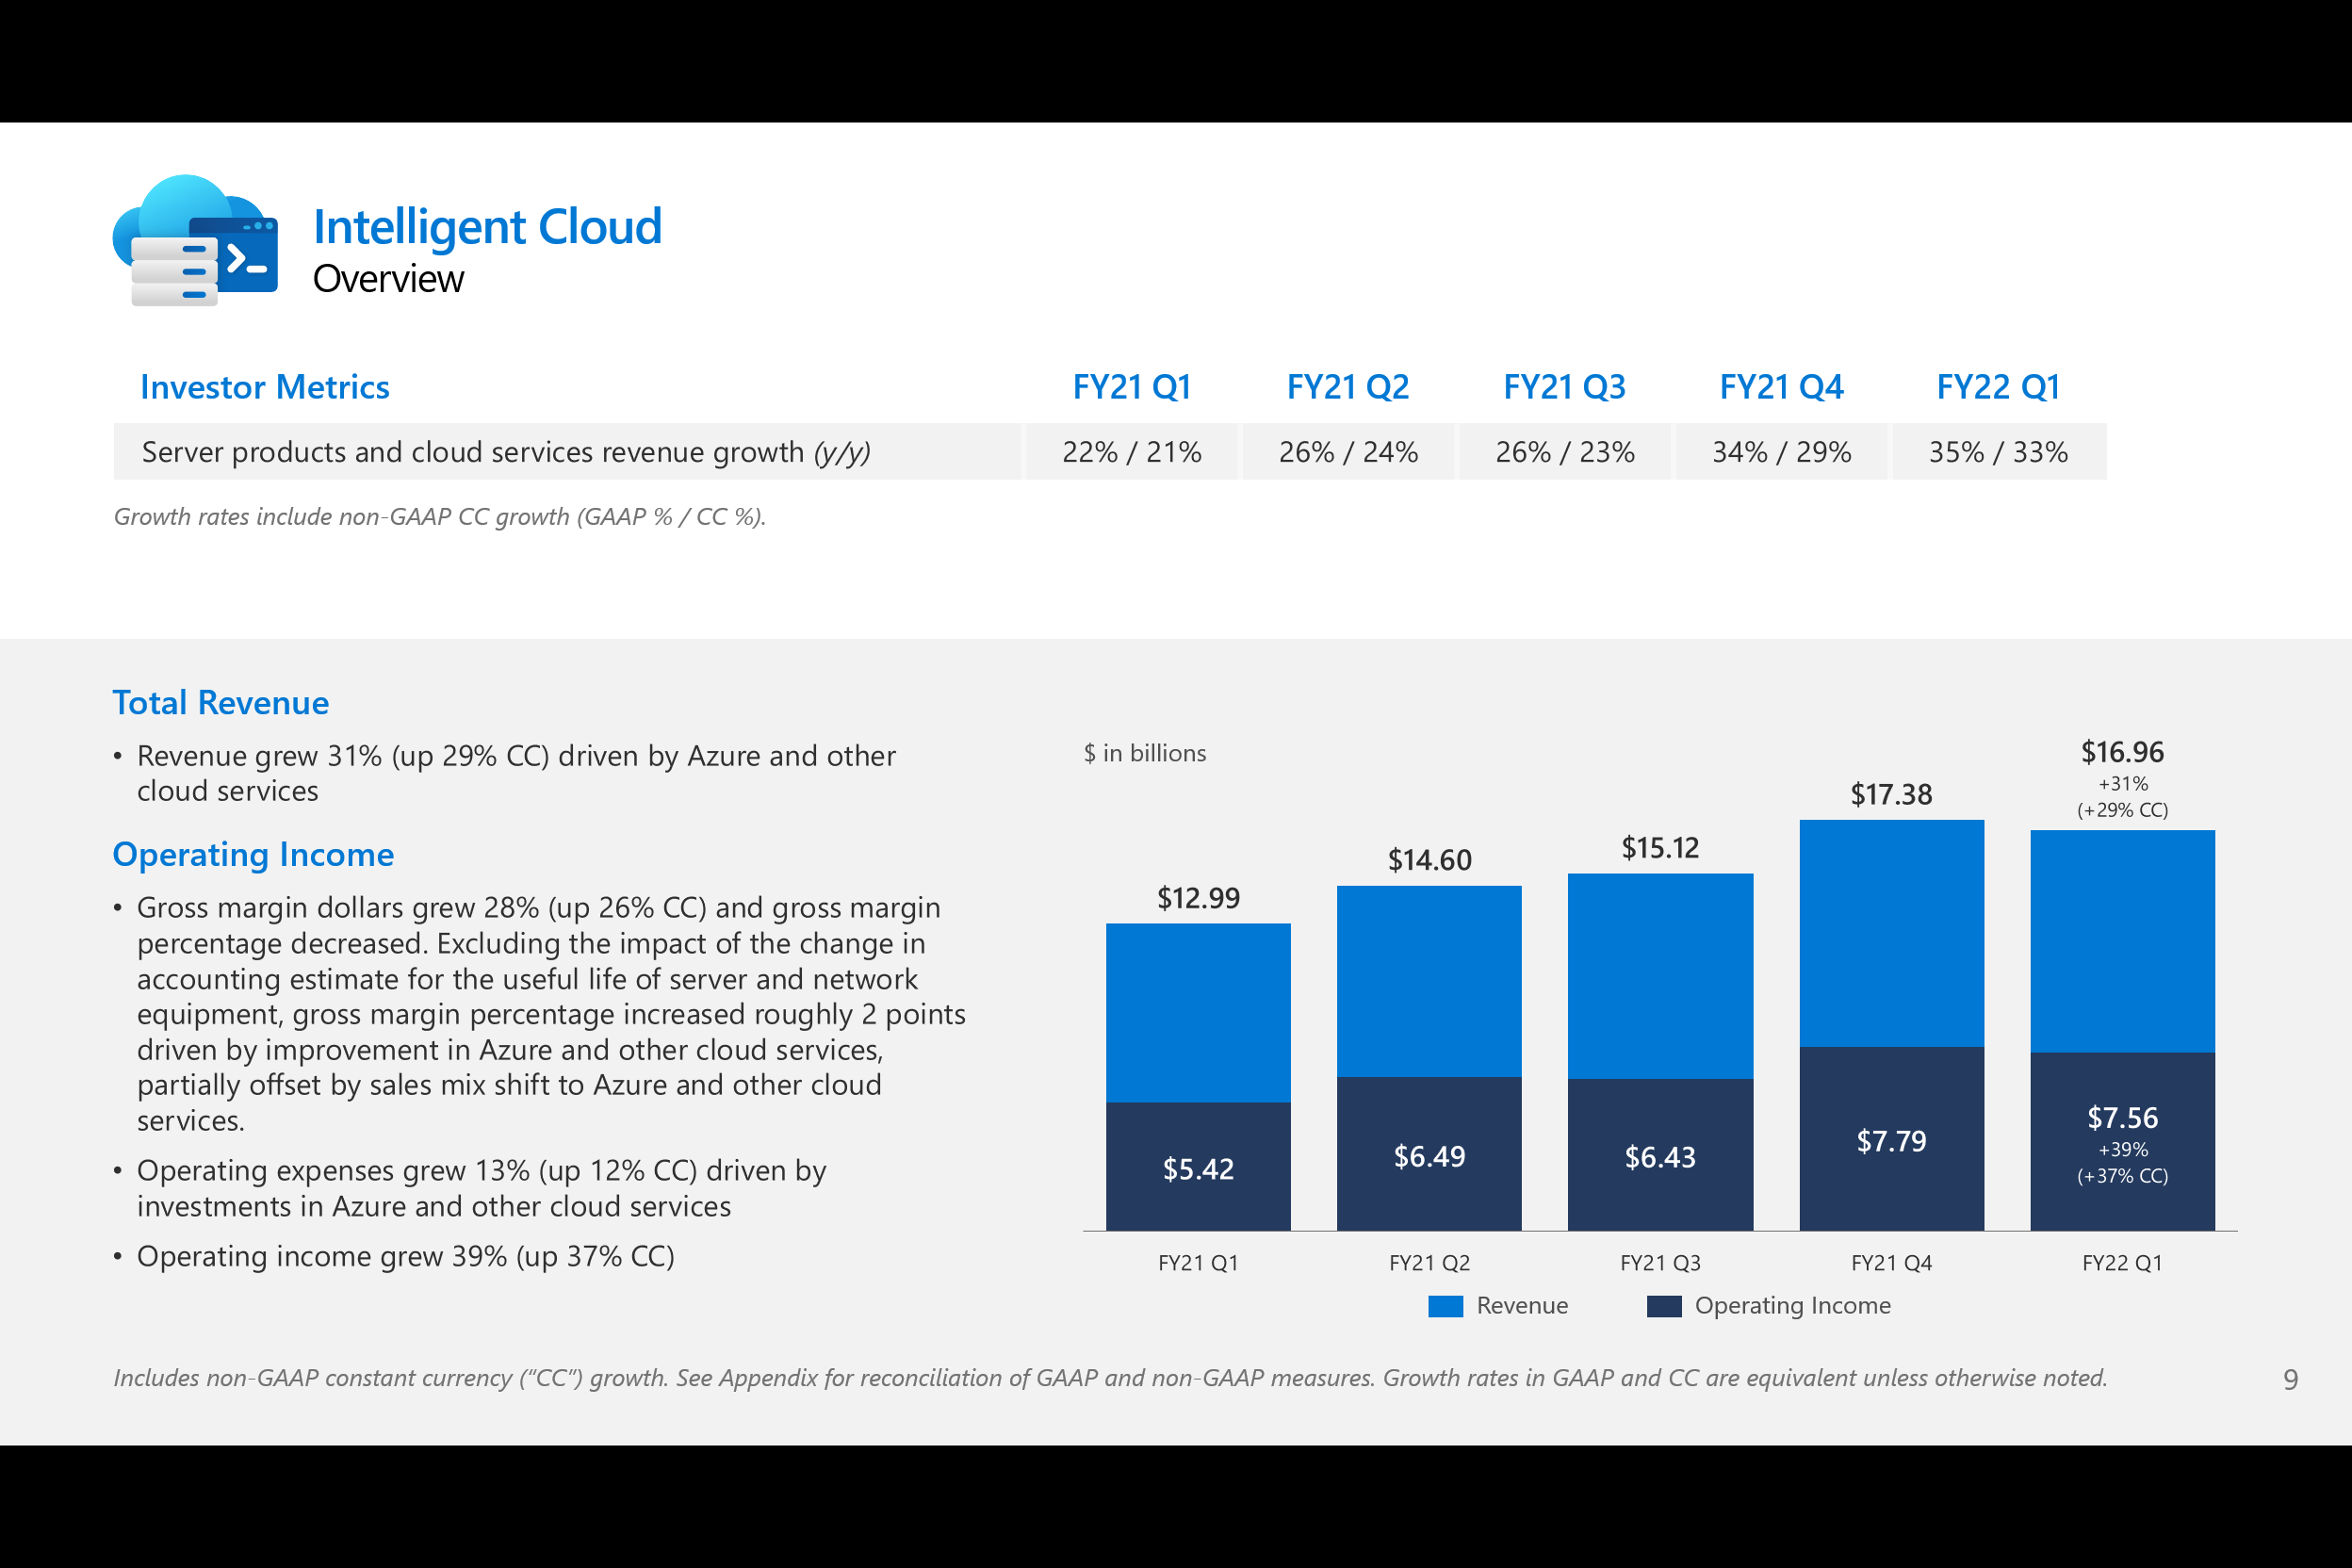 Intelligent Cloud
Overview
Investor Metrics FY21 Q1 FY21 Q2 FY21 Q3 FY21 Q4 FY22 Q1
Server products and cloud services revenue growth (y/y) 22% / 21% 26% / 24% 26% / 23% 34% / 29% 35% / 33%
Growth rates include non-GAAP CC growth (GAAP % / CC %).
Total Revenue
• Revenue grew 31% (up 29% CC) driven by Azure and other
cloud services
Operating Income
• Gross margin dollars grew 28% (up 26% CC) and gross margin
percentage decreased. Excluding the impact of the change in
accounting estimate for the useful life of server and network
equipment, gross margin percentage increased roughly 2 points
driven by improvement in Azure and other cloud services,
partially offset by sales mix shift to Azure and other cloud
services.
• Operating expenses grew 13% (up 12% CC) driven by
investments in Azure and other cloud services
• Operating income grew 39% (up 37% CC)
$ in billions
$12.99
$14.60
$15.12
$17.38
$16.96
+31%
(+29% CC)
$5.42
$6.49
$6.43
$7.79
$7.56
+39%
(+37% CC)
FY21 Q1 FY21 Q2 FY21 Q3 FY21 Q4 FY22 Q1
Revenue Operating Income
Includes non-GAAP constant currency (“CC”) growth. See Appendix for reconciliation of GAAP and non-GAAP measures. Growth rates in GAAP and CC are equivalent unless otherwise noted.
9